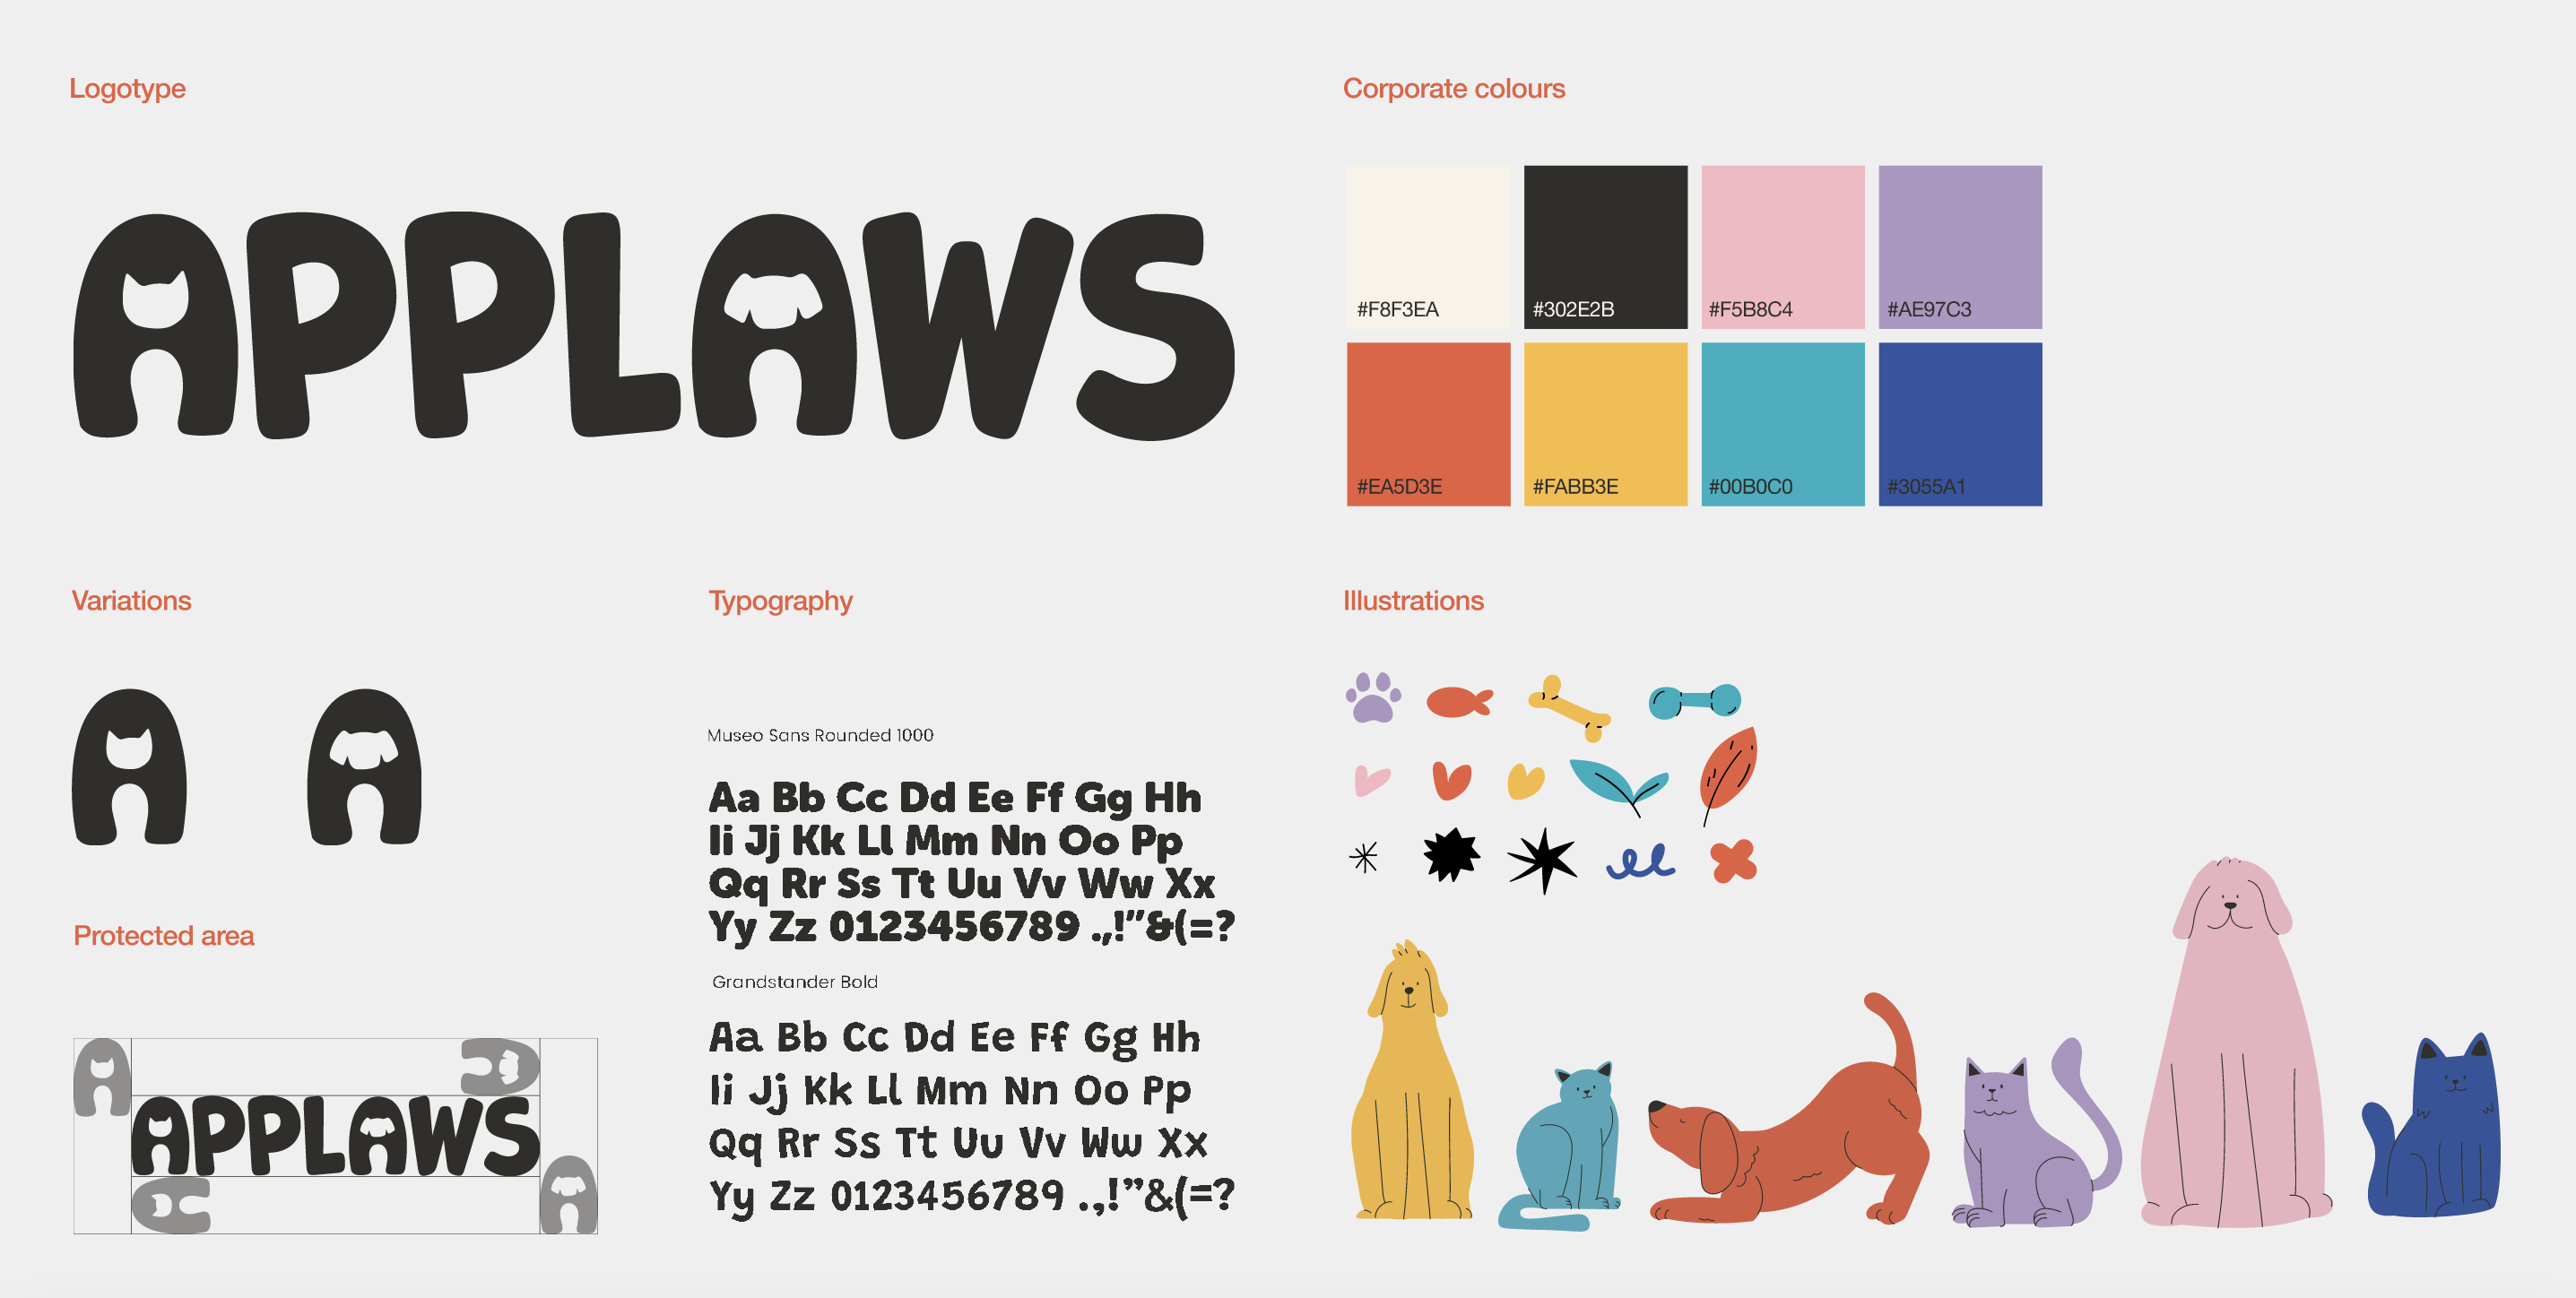 Logotype
APPLAWS
Corporate colours
#F8F3EA
#302E2B
#F5B8C4
#AE97C3
#EA5D3E
#FABB3E
#00B0C0
#3055A1
Variations
A
A
Protected area
A
APPLAWS
A
A
A
Typography
Museo Sans Rounded 1000
Aa Bb Cc Dd Ee Ff Gg Hh
Ii Jj Kk Ll Mm Nn Oo Pp
Qq Rr Ss Tt Uu Vv Ww Xx
Yy Zz 0123456789 .,!”&(=?
Grandstander Bold
Aa Bb Cc Dd Ee Ff Gg Hh
Ii Jj Kk Ll Mm Nn Oo Pp
Qq Rr Ss Tt Uu Vv Ww Xx
Yy Zz 0123456789 .,!”&(=?
Illustrations